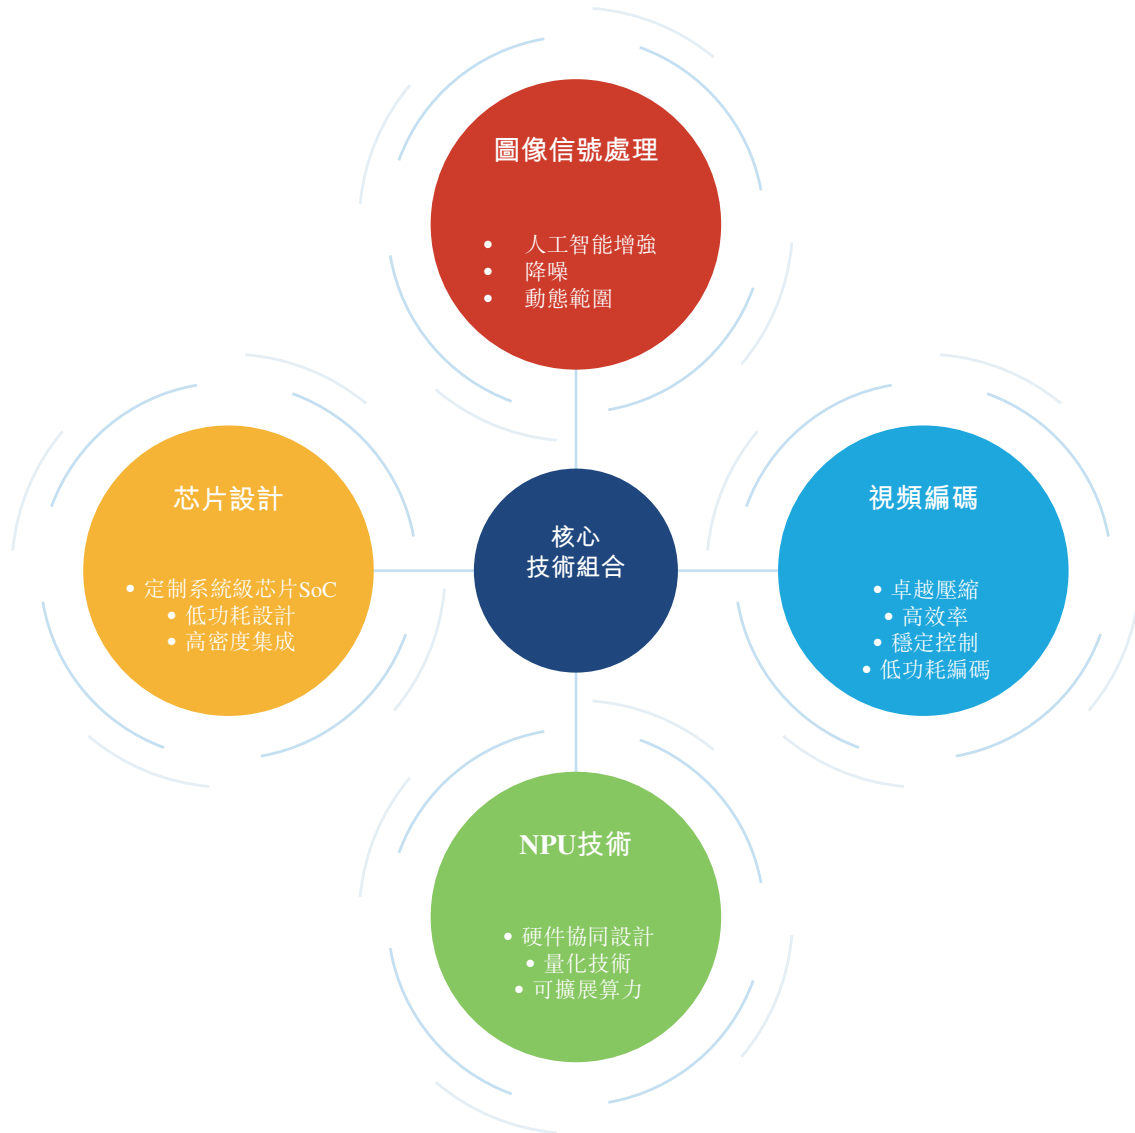 圖像信號處理
• 人工智能增強
• 降噪
• 動態範圍
芯片設計
• 定制系統級芯片SoC
• 低功耗設計
• 高密度集成
核心
技術組合
視頻編碼
• 卓越壓縮
• 高效率
• 穩定控制
• 低功耗編碼
NPU技術
• 硬件協同設計
• 量化技術
• 可擴展算力